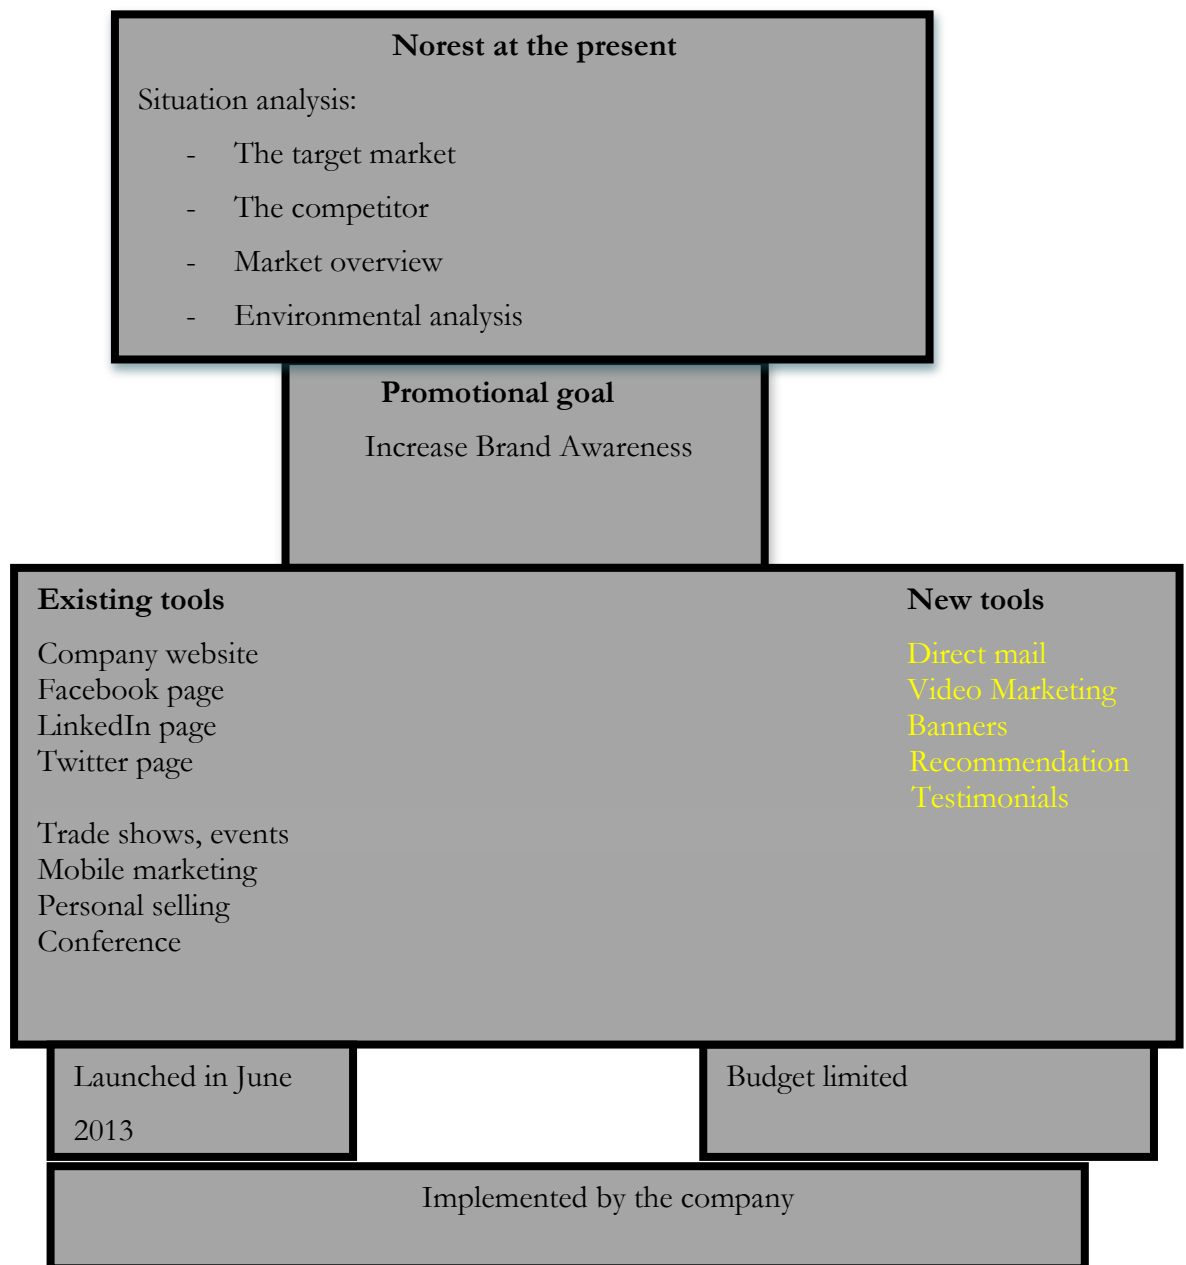 Norest at the present
Situation analysis:
- The target market
- The competitor
- Market overview
- Environmental analysis
Promotional goal
Increase Brand Awareness
Existing tools
Company website
Facebook page
LinkedIn page
Twitter page
Trade shows, events
Mobile marketing
Personal selling
Conference
New tools
Direct mail
Video Marketing
Banners
Recommendation
Testimonials
Launched in June
2013
Budget limited
Implemented by the company